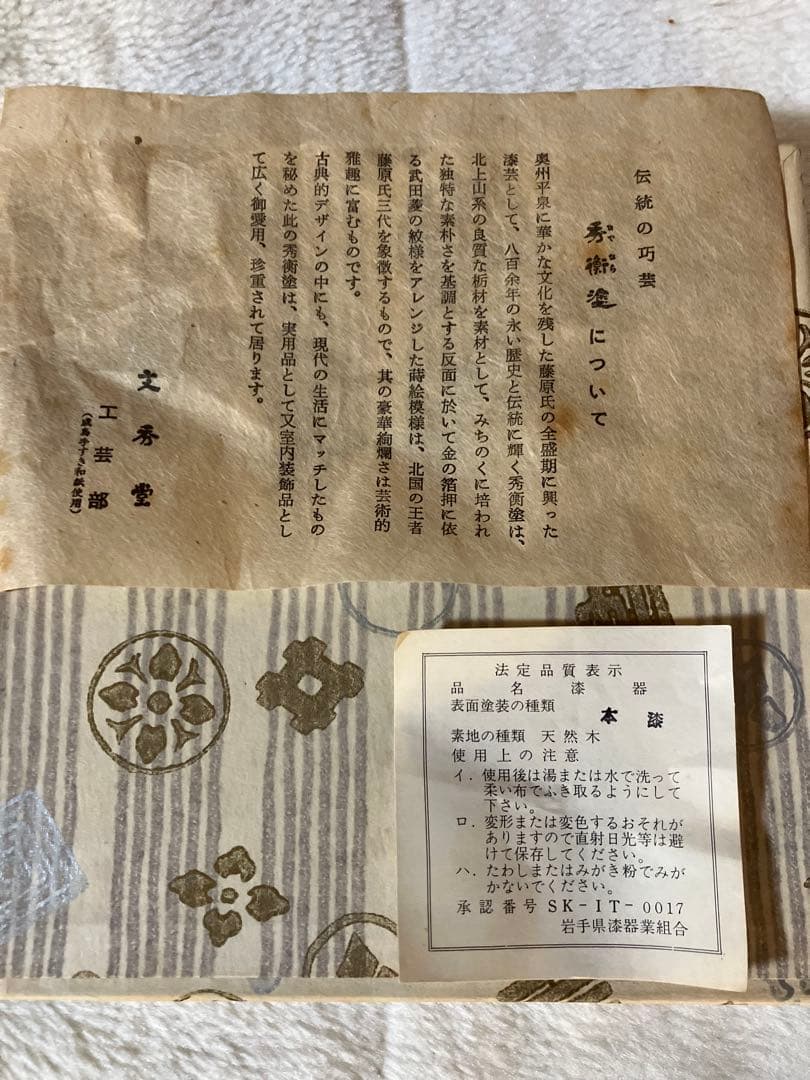 伝統の巧芸
秀衡塗について
ひでひら
奥州平泉に華かな文化を残した藤原氏の全盛期に興った
漆芸として、八百余年の永い歴史と伝統に輝く秀衡塗は、
北上山系の良質な栃材を素材として、みちのくに培われ
た独特な素朴さを基調とする反面に於いて金の箔押に依
る武田菱の紋様をアレンジした蒔絵模様は、北国の王者
藤原氏三代を象徴するもので、其の豪華絢爛さは芸術的
雅趣に富むものです。
古典的デザインの中にも、現代の生活にマッチしたもの
を秘めた此の秀衡塗は、実用品として又室内装飾品とし
て広く御愛用、珍重されて居ります。
文秀堂
工芸部
手すき和紙使用)
法定品質表示
品名 漆器
表面塗装の種類 本漆
素地の種類 天然木
使用上の注意
イ.使用後は湯または水で洗って
柔い布でふき取るようにして
下さい。
ロ.変形または変色するおそれが
ありますので直射日光等は避
けて保存してください。
ハ.たわしまたはみがき粉でみが
かないでください。
承認番号 SK-IT-0017
岩手県漆器業組合